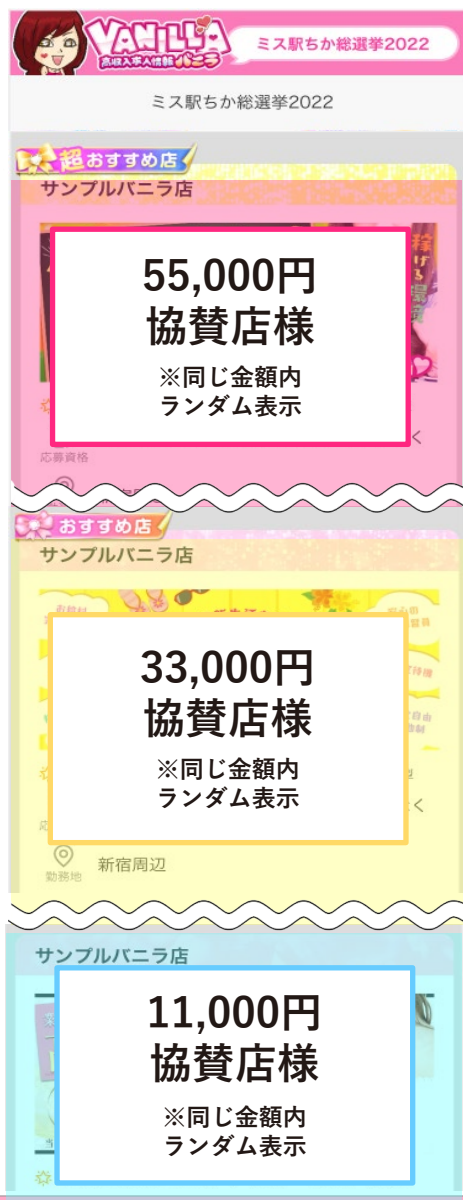 VANILLA
高収入求人情報 バニラ
ミス駅ちか総選挙2022
ミス駅ちか総選挙2022
超おすすめ店
サンプルバニラ店
稼
げ
る
55,000円
協賛店様
※同じ金額内
ランダム表示
く
応募資格
おすすめ店
サンプルバニラ店
33,000円
協賛店様
※同じ金額内
ランダム表示
く
新宿周辺
勤務地
サンプルバニラ店
11,000円
協賛店様
※同じ金額内
ランダム表示